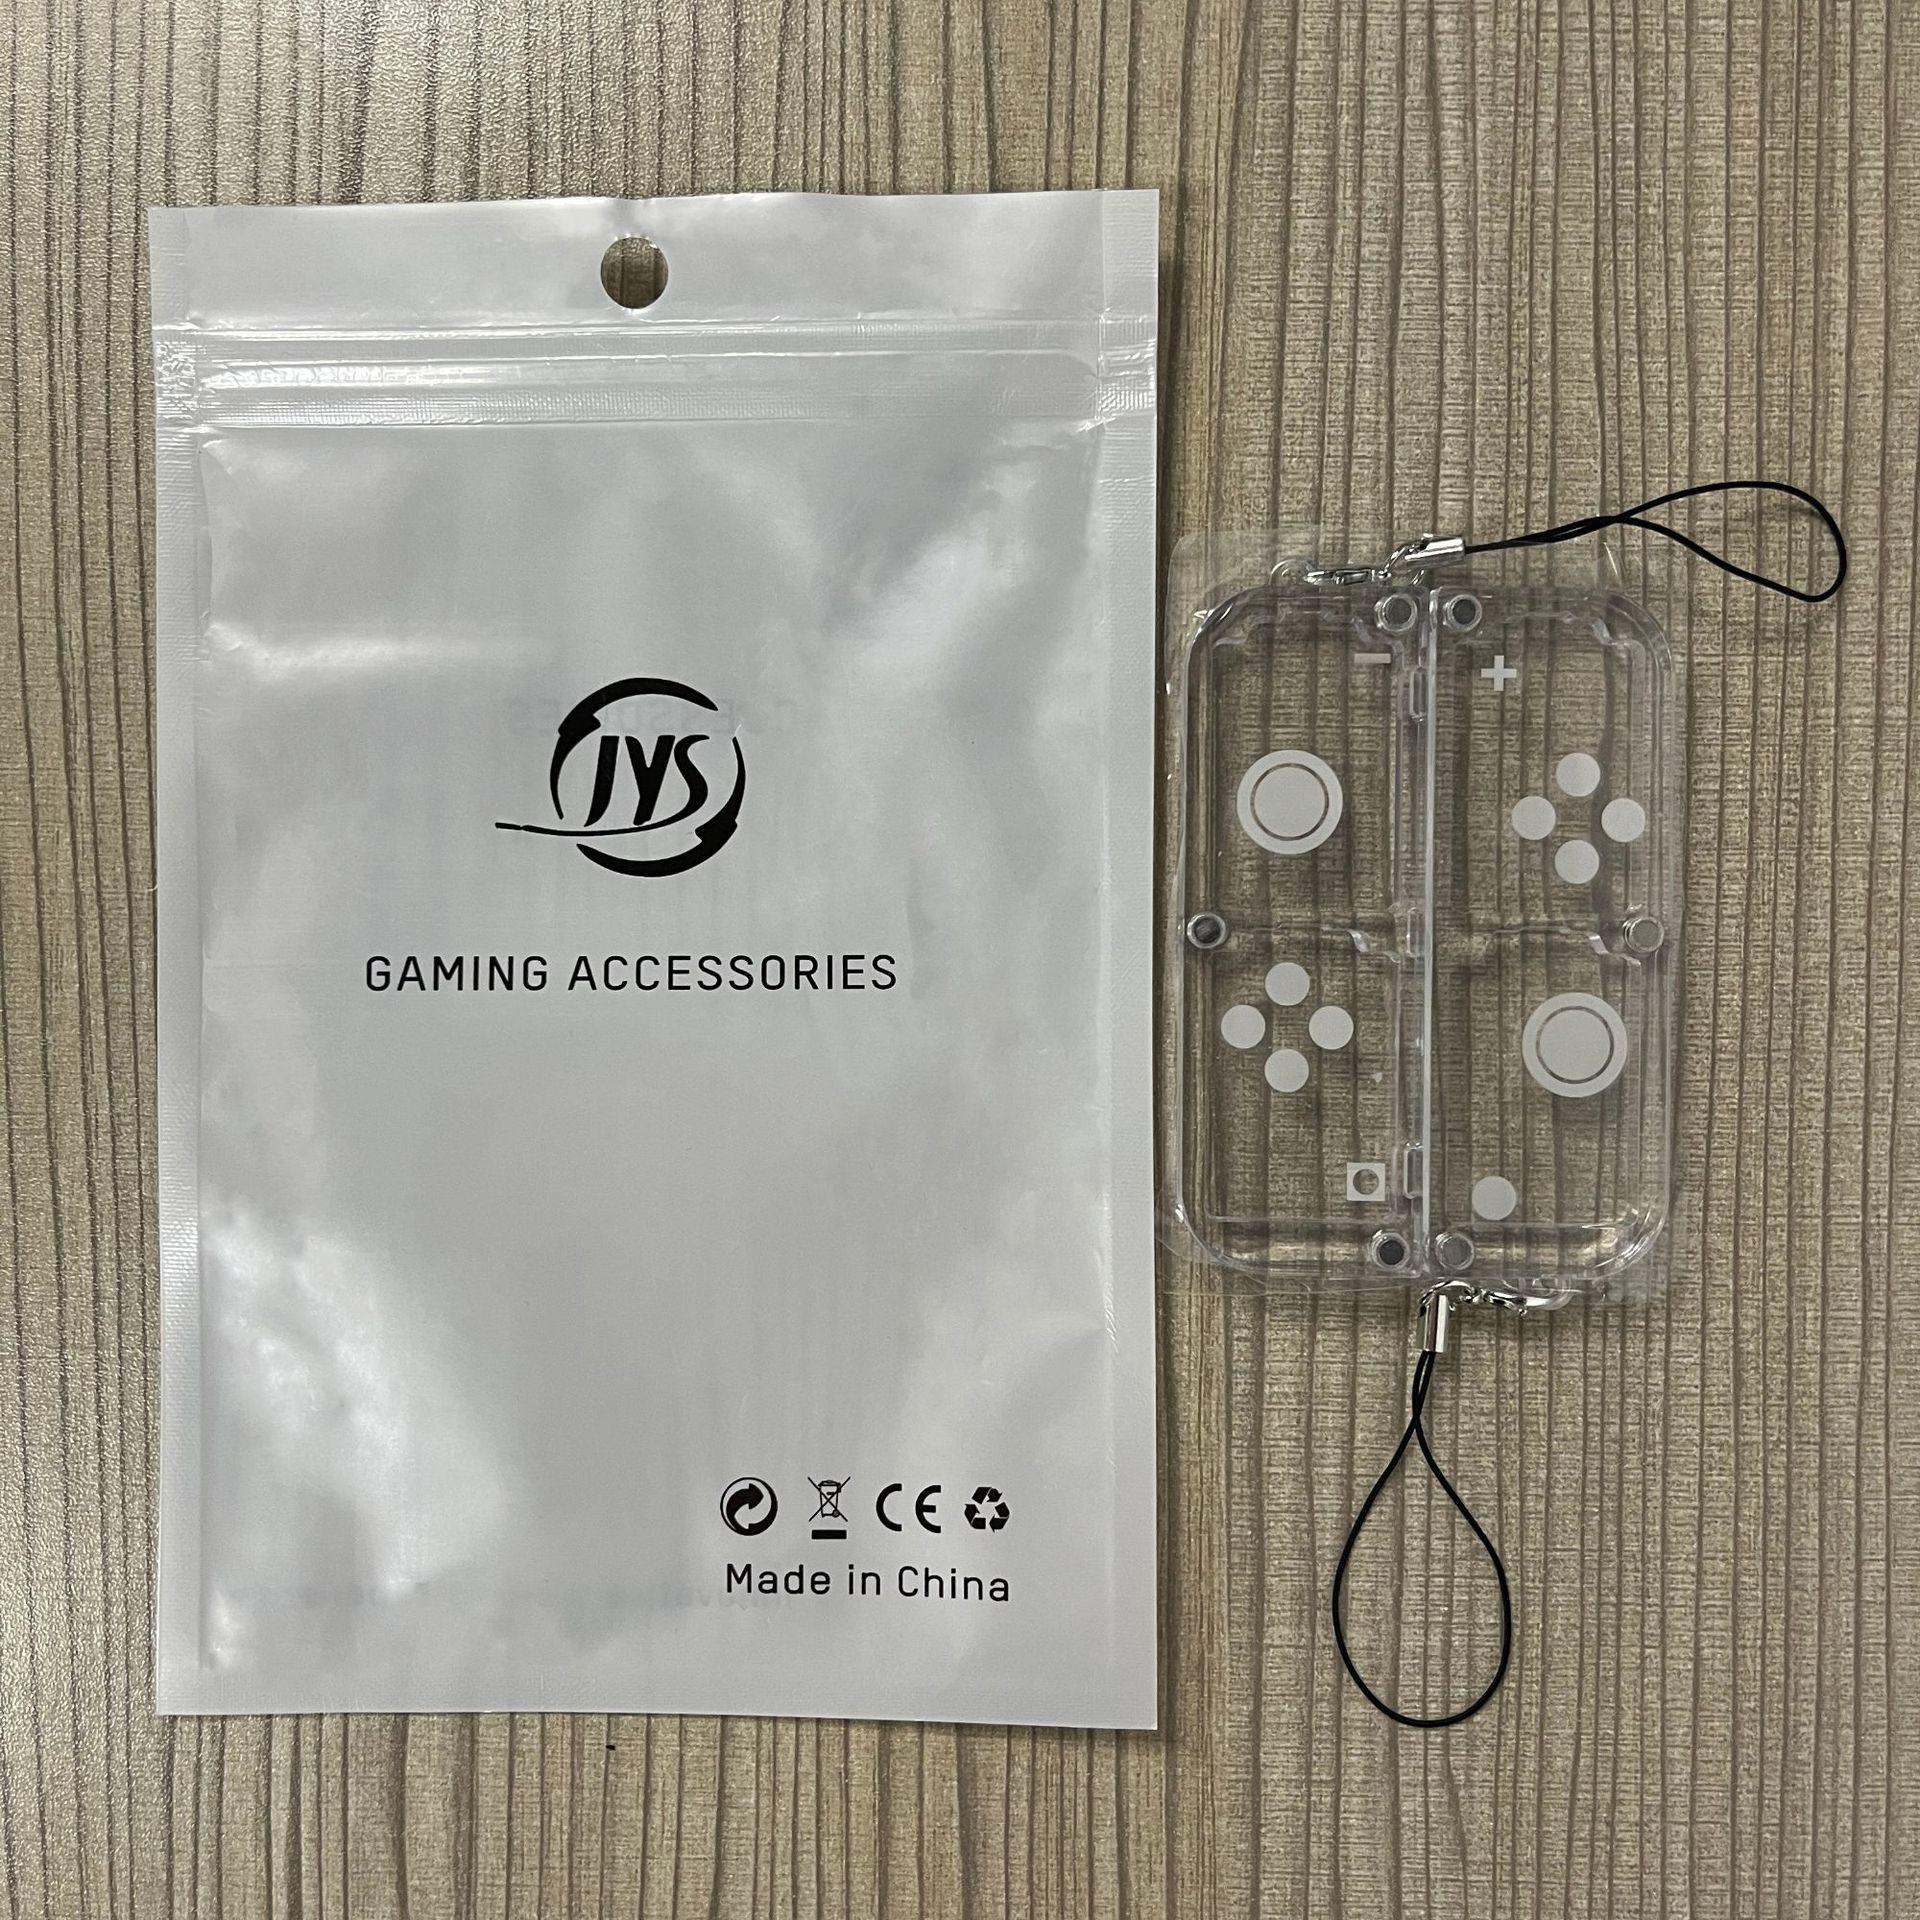 JYS
GAMING ACCESSORIES
CE
Made in China